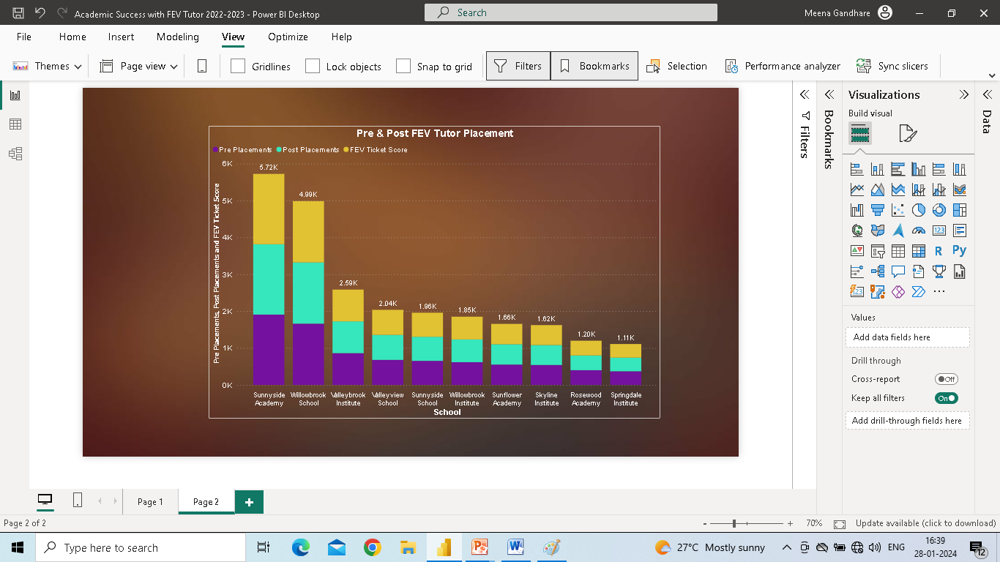 Academic Success with FEV Tutor 2022-2023 - Power BI Desktop
Search
Meena Gandhare
File Home Insert Modeling View Optimize Help
Themes Page view Gridlines Lock objects Snap to grid Filters Bookmarks Selection Performance analyzer Sync slicers
Pre & Post FEV Tutor Placement
Pre Placements Post Placements FEV Ticket Score
Pre Placements, Post Placements and FEV Ticket Score
6K
5K
4K
3K
2K
1K
0K
5.72K
4.99K
2.59K
2.04K
1.96K
1.85K
1.66K
1.62K
1.20K
1.11K
Sunnyside Academy
Willowbrook School
Valleybrook Institute
Valleyview School
Sunnyside School
Willowbrook Institute
Sunflower Academy
Skyline Institute
Rosewood Academy
Springdale Institute
School
Filters
Bookmarks
Visualizations
Build visual
123
R Py
123
Values
Add data fields here
Drill through
Cross-report Off
Keep all filters On
Add drill-through fields here
Data
Page 1 Page 2
Page 2 of 2
- + 70% Update available (click to download)
Type here to search
27°C Mostly sunny
ENG
16:39
28-01-2024
12